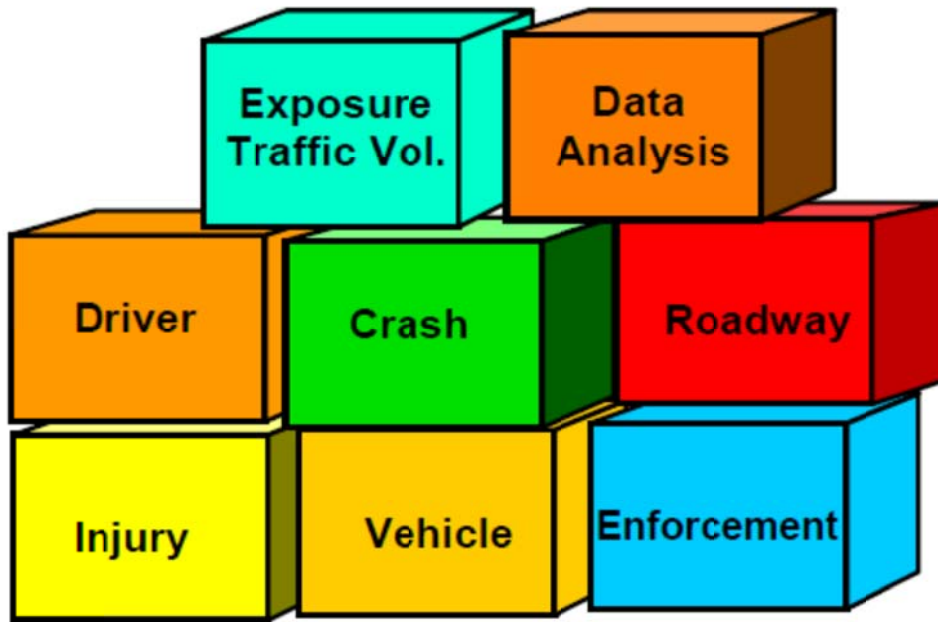 Exposure
Traffic Vol.
Data
Analysis
Driver
Crash
Roadway
Injury
Vehicle
Enforcement